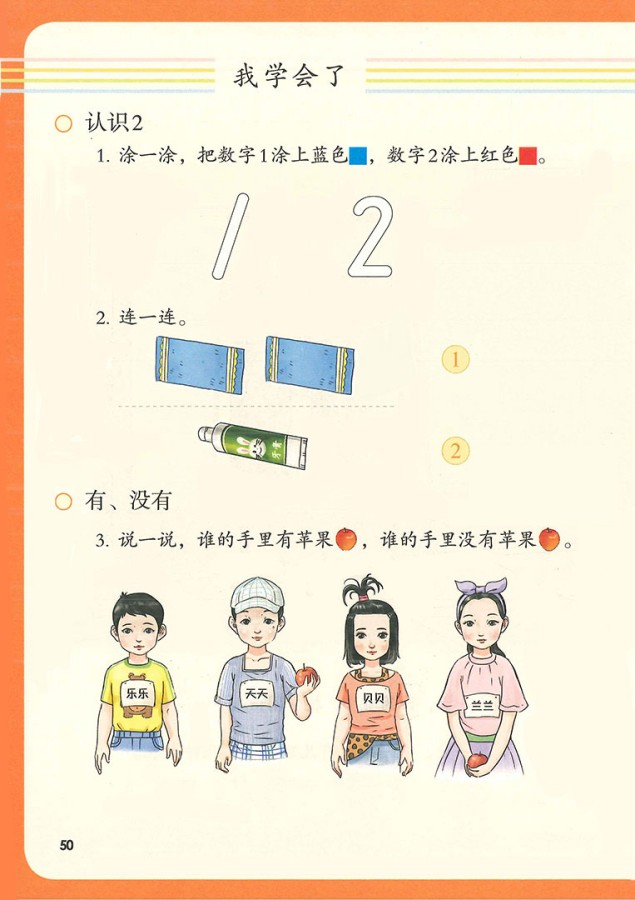 我学会了
认识2
1. 涂一涂，把数字1涂上蓝色，数字2涂上红色。
1 2
2. 连一连。
1
牙膏
2
有、没有
3. 说一说，谁的手里有苹果，谁的手里没有苹果。
乐乐 天天 贝贝 兰兰
50